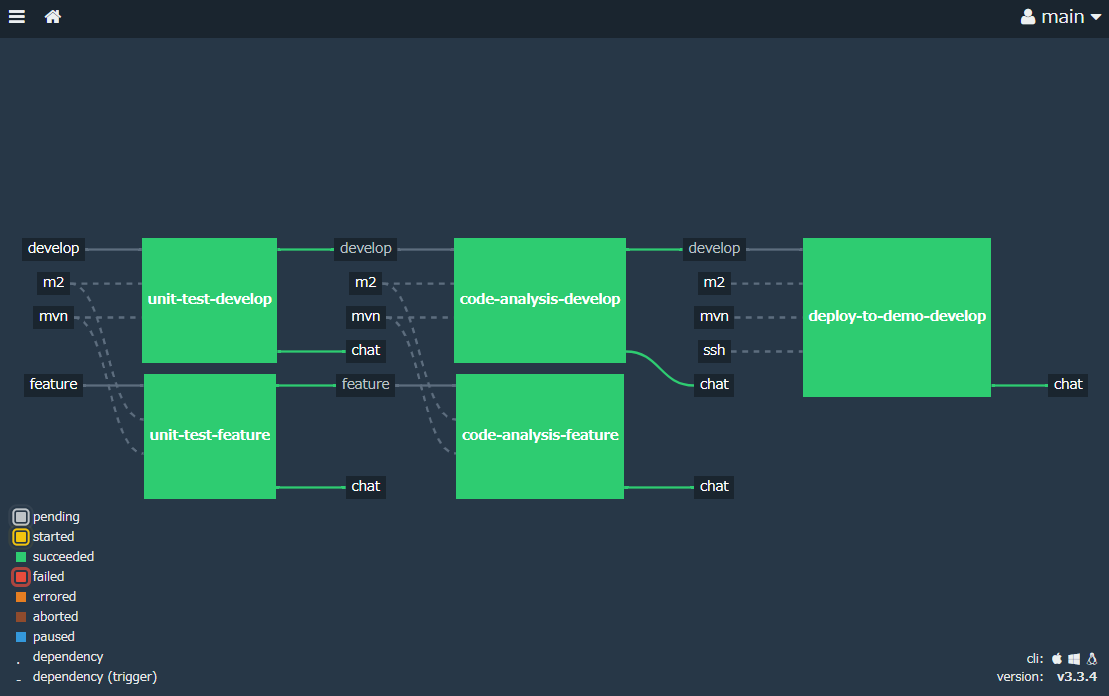 main
develop
develop
develop
m2
m2
m2
unit-test-develop
code-analysis-develop
mvn
mvn
mvn
deploy-to-demo-develop
chat
ssh
feature
feature
chat
chat
unit-test-feature
code-analysis-feature
chat
chat
pending
started
succeeded
failed
errored
aborted
paused
dependency
dependency (trigger)
cli:
version: v3.3.4